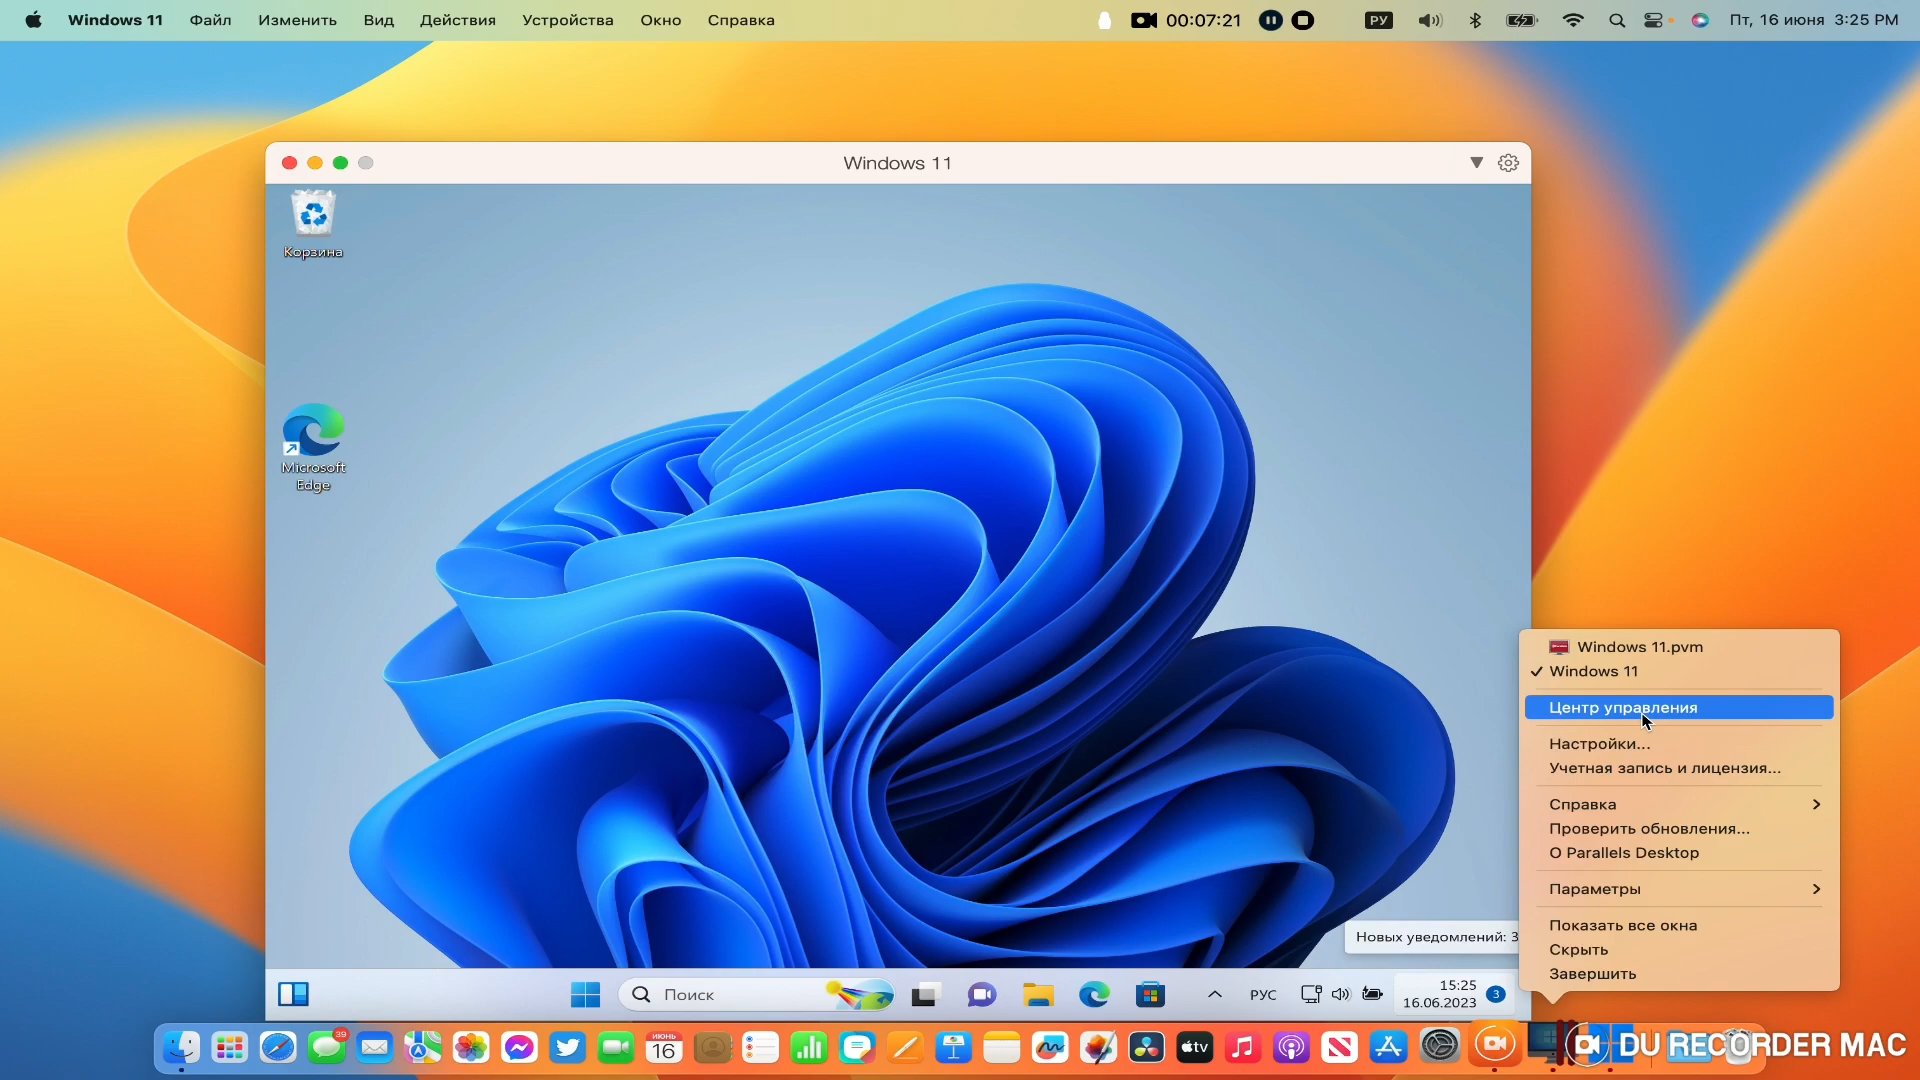 Windows 11 Файл Изменить Вид Действия Устройства Окно Справка 00:07:21 РУ Пт, 16 июня 3:25 PM
Windows 11
Корзина
Microsoft
Edge
Windows 11.pvm
Windows 11
Центр управления
Настройки...
Учетная запись и лицензия...
Справка
Проверить обновления...
О Parallels Desktop
Параметры
Показать все окна
Скрыть
Завершить
Новых уведомлений: 3
Поиск
РУС
15:25
16.06.2023
3
39
ИЮНЬ
16
tv
DU RECORDER MAC